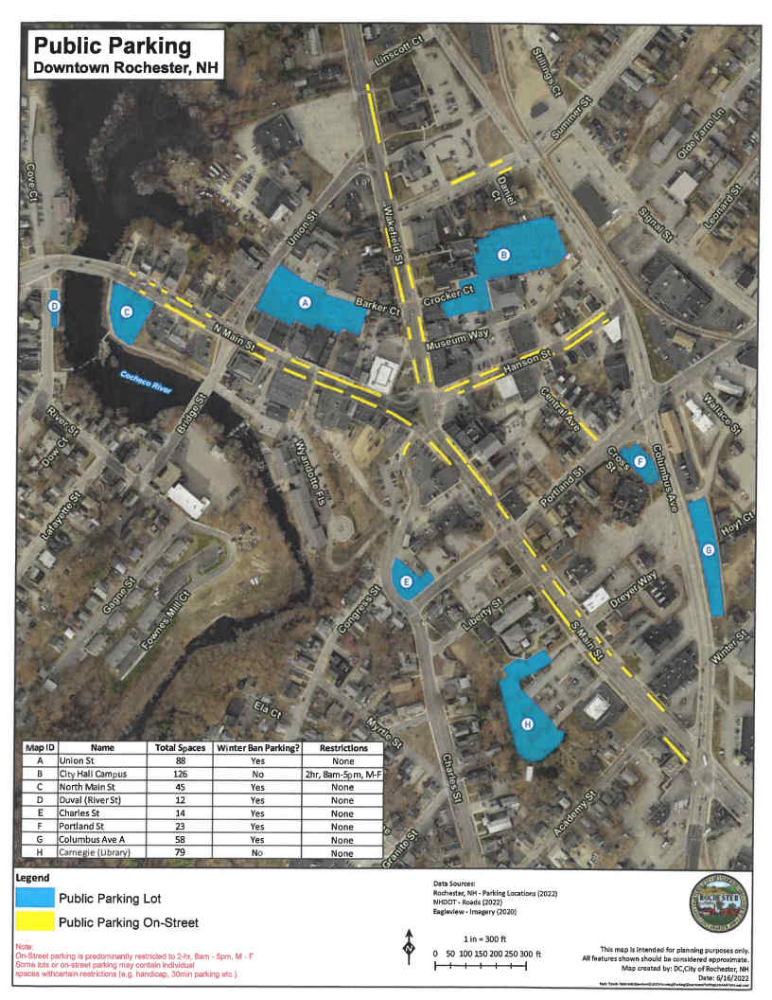 Public Parking
Downtown Rochester, NH
Linscott Ct
Stillings Ct
Summer St
Olde Farm Ln
Cove Ct
Daniel Ct
Leonard St
Signal St
Union St
Wakefield St
B
D
C
A
Barker Ct
Crocker Ct
N Main St
Museum Way
Hanson St
Cocheco River
Bridge St
Central Ave
Wallace St
River St
Dow Ct
Wyandotte Fls
Cross St
F
Columbus Ave
Portland St
Lafayette St
Hoyt Ct
G
E
Gagne St
Fownes Mill Ct
Congress St
Liberty St
Dreyer Way
S Main St
Winter St
Ela Ct
Myrtle St
H
Charles St
Academy St
Granite St
Map ID Name Total Spaces Winter Ban Parking? Restrictions
A Union St 88 Yes None
B City Hall Campus 126 No 2hr, 8am-5pm, M-F
C North Main St 45 Yes None
D Duval (River St) 12 Yes None
E Charles St 14 Yes None
F Portland St 23 Yes None
G Columbus Ave A 58 Yes None
H Carnegie (Library) 79 No None
Legend
Public Parking Lot
Public Parking On-Street
Note:
On-Street parking is predominantly restricted to 2-hr, 8am - 5pm, M - F
Some lots or on-street parking may contain individual
spaces withcertain restrictions (e.g. handicap, 30min parking etc.)
Data Sources:
Rochester, NH - Parking Locations (2022)
NHDOT - Roads (2022)
Eagleview - Imagery (2020)
N
1 in = 300 ft
0 50 100 150 200 250 300 ft
ROCHESTER
This map is intended for planning purposes only.
All features shown should be considered approximate.
Map created by: DC, City of Rochester, NH
Date: 6/16/2022